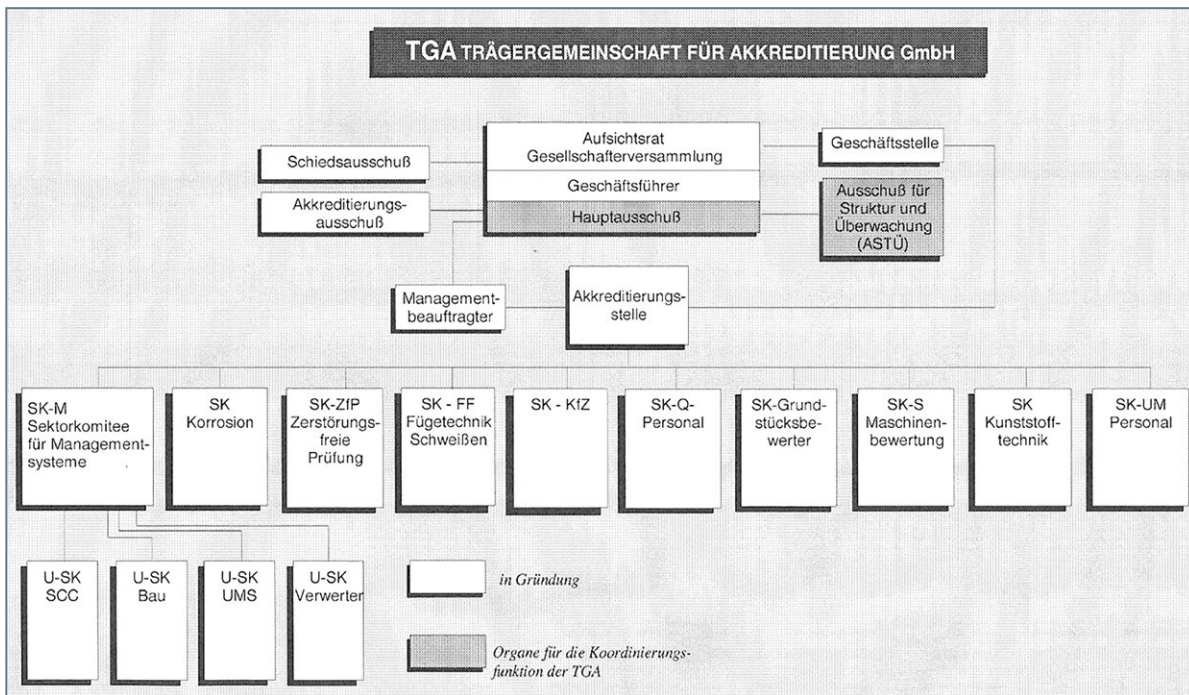 TGA TRÄGERGEMEINSCHAFT FÜR AKKREDITIERUNG GmbH
Schiedsausschuß
Akkreditierungs-
ausschuß
Aufsichtsrat
Gesellschafterversammlung
Geschäftsführer
Hauptausschuß
Geschäftsstelle
Ausschuß für
Struktur und
Überwachung
(ASTÜ)
Management-
beauftragter
Akkreditierungs-
stelle
SK-M
Sektorkomitee
für Management-
systeme
SK
Korrosion
SK-ZfP
Zerstörungs-
freie
Prüfung
SK - FF
Fügetechnik
Schweißen
SK - KfZ
SK-Q-
Personal
SK-Grund-
stücksbe-
werter
SK-S
Maschinen-
bewertung
SK
Kunststoff-
technik
SK-UM
Personal
U-SK
SCC
U-SK
Bau
U-SK
UMS
U-SK
Verwerter
in Gründung
Organe für die Koordinierungs-
funktion der TGA